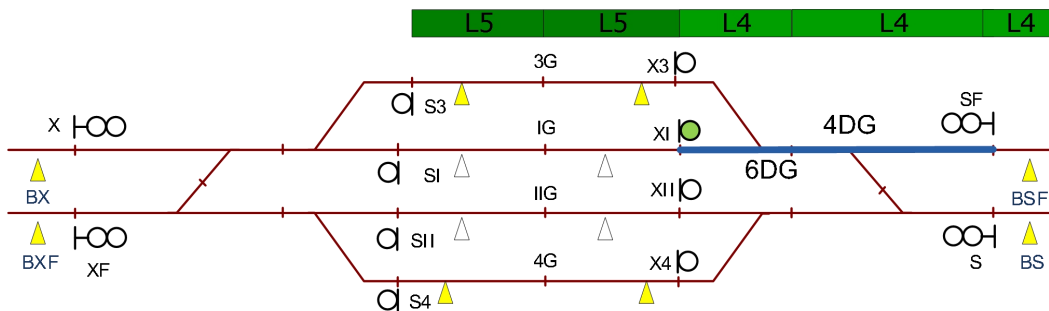 L5 L5 L4 L4 L4
3G
X3
S3
SF
X
IG
XI
4DG
BX
SI
6DG
BSF
IIG
XII
SII
BXF
XF
4G
X4
S
BS
S4